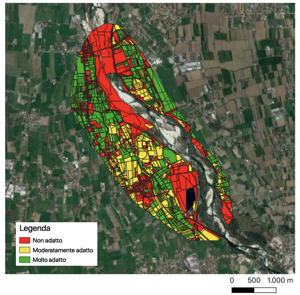 Legenda
Non adatto
Moderatamente adatto
Molto adatto
0 500 1.000 m